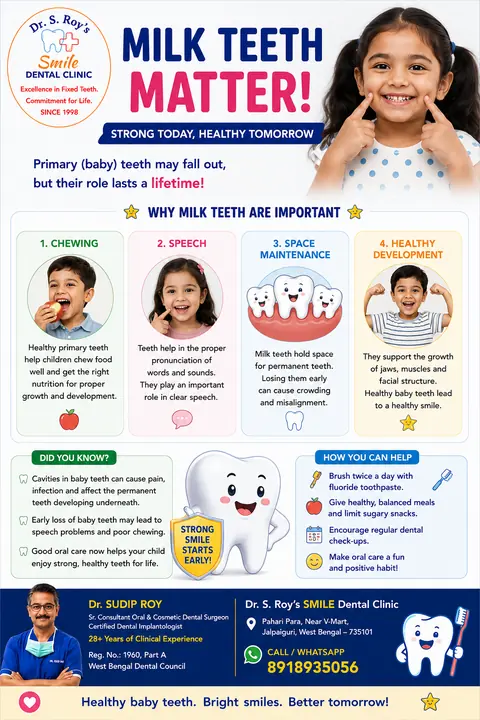 Dr. S. Roy's
Smile
DENTAL CLINIC
Excellence in Fixed Teeth.
Commitment for Life.
SINCE 1998
MILK TEETH
MATTER!
STRONG TODAY, HEALTHY TOMORROW
Primary (baby) teeth may fall out,
but their role lasts a lifetime!
WHY MILK TEETH ARE IMPORTANT
1. CHEWING
Healthy primary teeth
help children chew food
well and get the right
nutrition for proper
growth and development.
2. SPEECH
Teeth help in the proper
pronunciation of
words and sounds.
They play an important
role in clear speech.
3. SPACE
MAINTENANCE
Milk teeth hold space
for permanent teeth.
Losing them early
can cause crowding
and misalignment.
4. HEALTHY
DEVELOPMENT
They support the growth
of jaws, muscles and
facial structure.
Healthy baby teeth lead
to a healthy smile.
DID YOU KNOW?
Cavities in baby teeth can cause pain,
infection and affect the permanent
teeth developing underneath.
Early loss of baby teeth may lead to
speech problems and poor chewing.
Good oral care now helps your child
enjoy strong, healthy teeth for life.
STRONG
SMILE
STARTS
EARLY!
HOW YOU CAN HELP
Brush twice a day with
fluoride toothpaste.
Give healthy, balanced meals
and limit sugary snacks.
Encourage regular dental
check-ups.
Make oral care a fun
and positive habit!
Dr. SUDIP ROY
Sr. Consultant Oral & Cosmetic Dental Surgeon
Certified Dental Implantologist
28+ Years of Clinical Experience
Reg. No.: 1960, Part A
West Bengal Dental Council
Dr. S. Roy's SMILE Dental Clinic
Pahari Para, Near V-Mart,
Jalpaiguri, West Bengal – 735101
CALL / WHATSAPP
8918935056
Healthy baby teeth. Bright smiles. Better tomorrow!